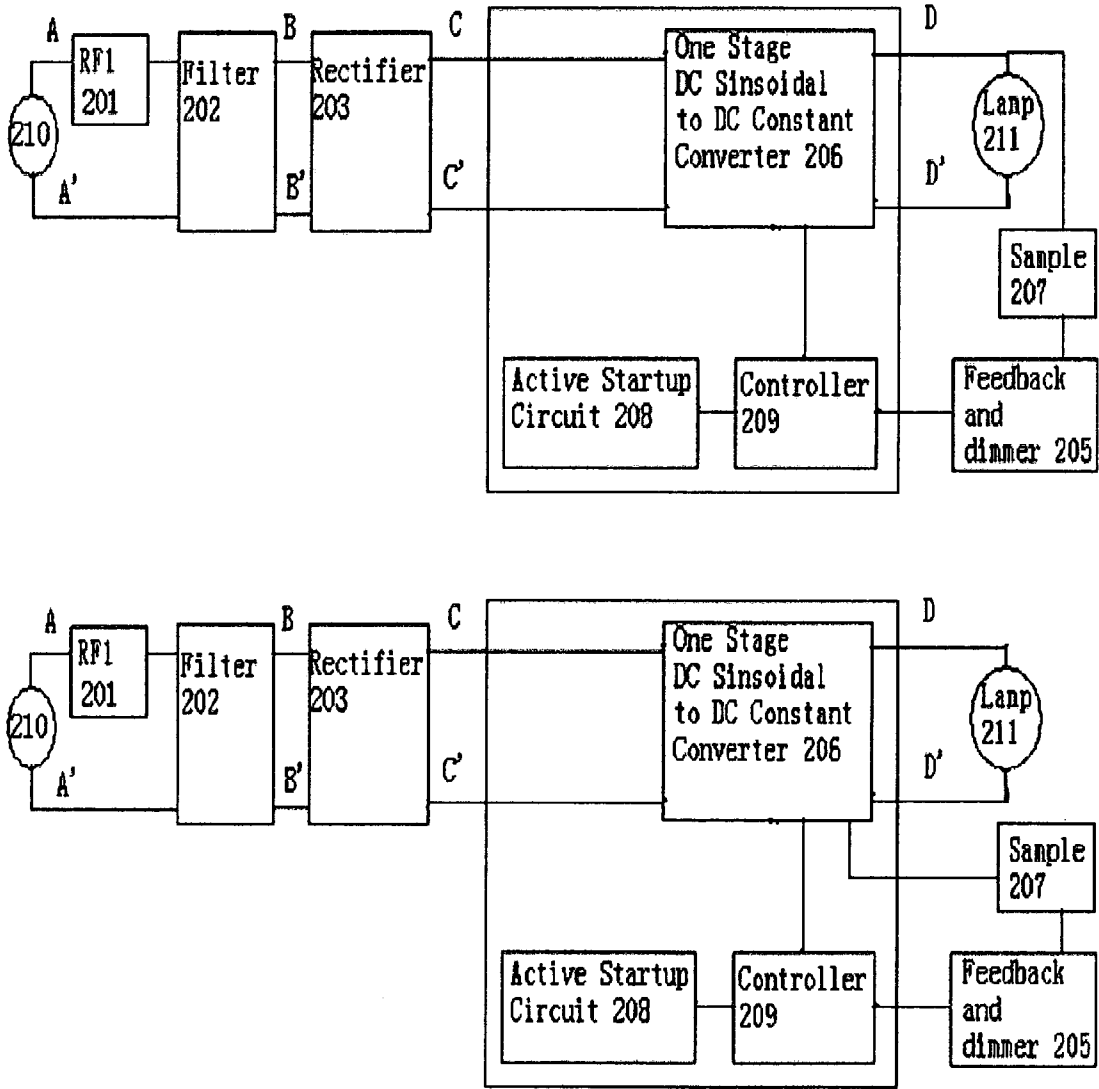 A
RF1
201
Filter
202
B
Rectifier
203
C
One Stage
DC Sinsoidal
to DC Constant
Converter 206
D
Lamp
211
210
A'
B'
C'
D'
Sample
207
Active Startup
Circuit 208
Controller
209
Feedback
and
dimmer 205
A
RF1
201
Filter
202
B
Rectifier
203
C
One Stage
DC Sinsoidal
to DC Constant
Converter 206
D
Lamp
211
210
A'
B'
C'
D'
Sample
207
Active Startup
Circuit 208
Controller
209
Feedback
and
dimmer 205